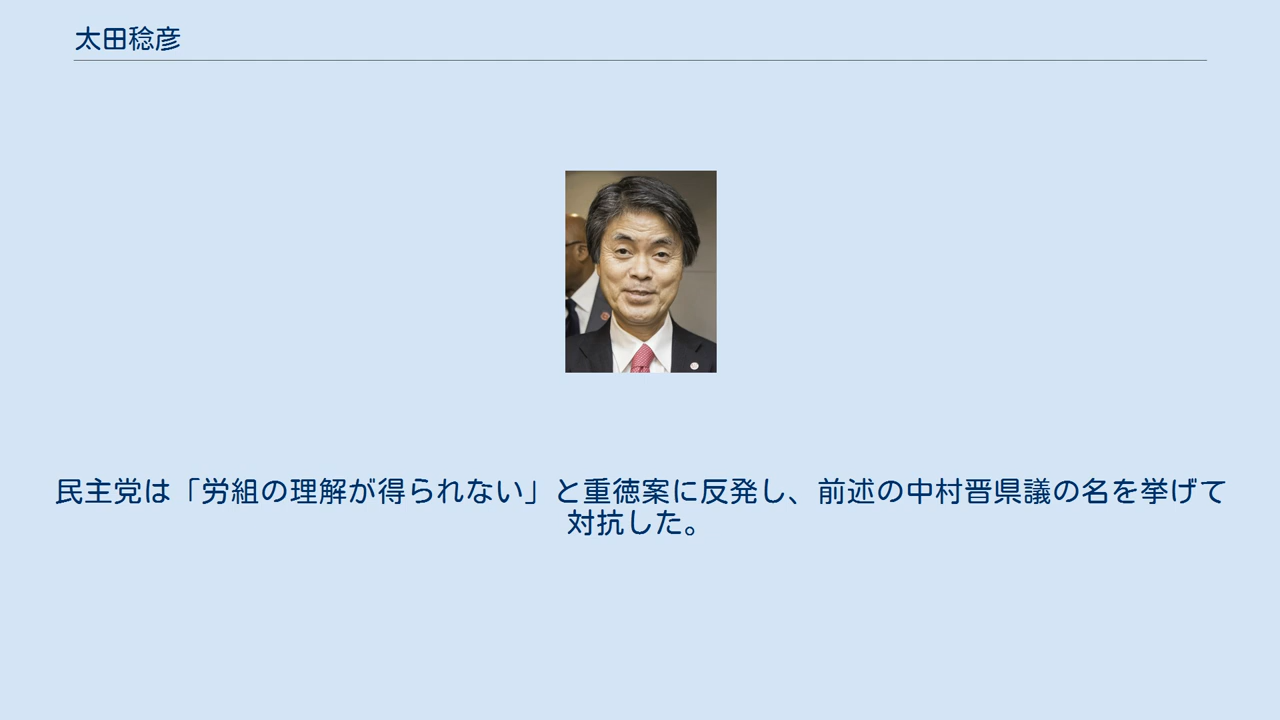 太田稔彦
民主党は「労組の理解が得られない」と重徳案に反発し、前述の中村晋県議の名を挙げて
対抗した。